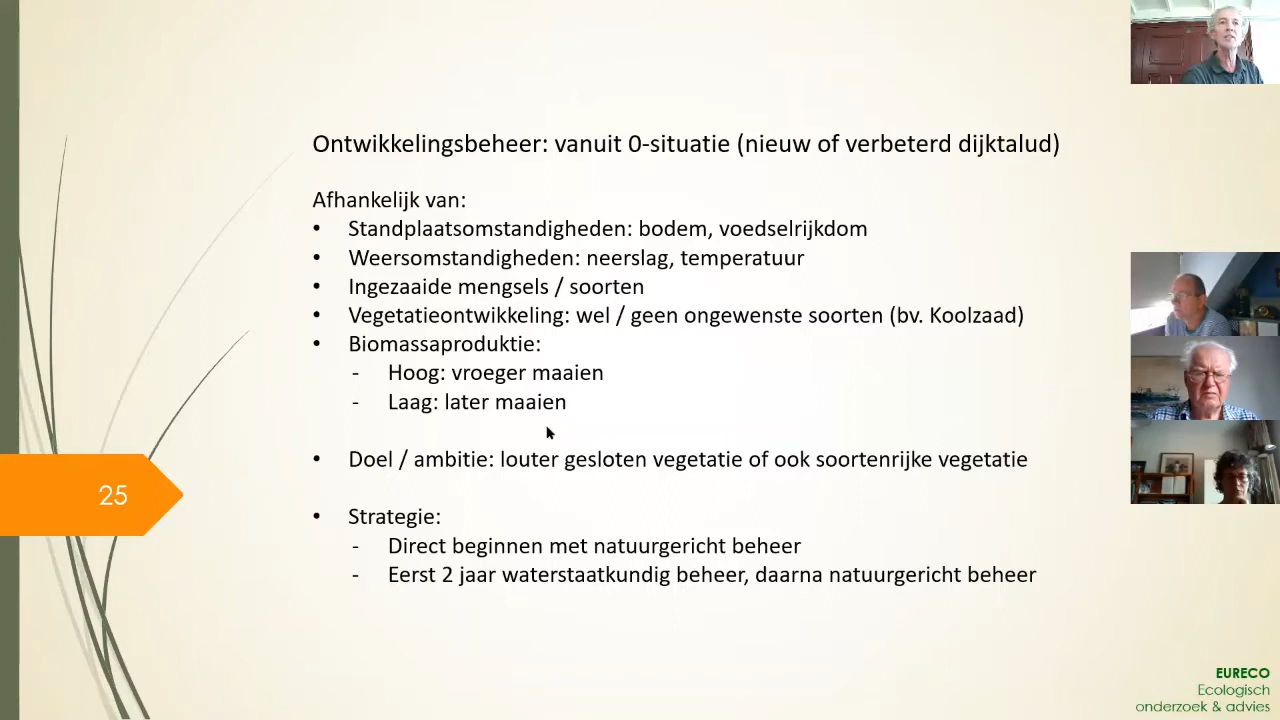 Ontwikkelingsbeheer: vanuit 0-situatie (nieuw of verbeterd dijktalud)
Afhankelijk van:
• Standplaatsomstandigheden: bodem, voedselrijkdom
• Weersomstandigheden: neerslag, temperatuur
• Ingezaaide mengsels / soorten
• Vegetatieontwikkeling: wel / geen ongewenste soorten (bv. Koolzaad)
• Biomassaproduktie:
- Hoog: vroeger maaien
- Laag: later maaien
• Doel / ambitie: louter gesloten vegetatie of ook soortenrijke vegetatie
25
• Strategie:
- Direct beginnen met natuurgericht beheer
- Eerst 2 jaar waterstaatkundig beheer, daarna natuurgericht beheer
EURECO
Ecologisch
onderzoek & advies